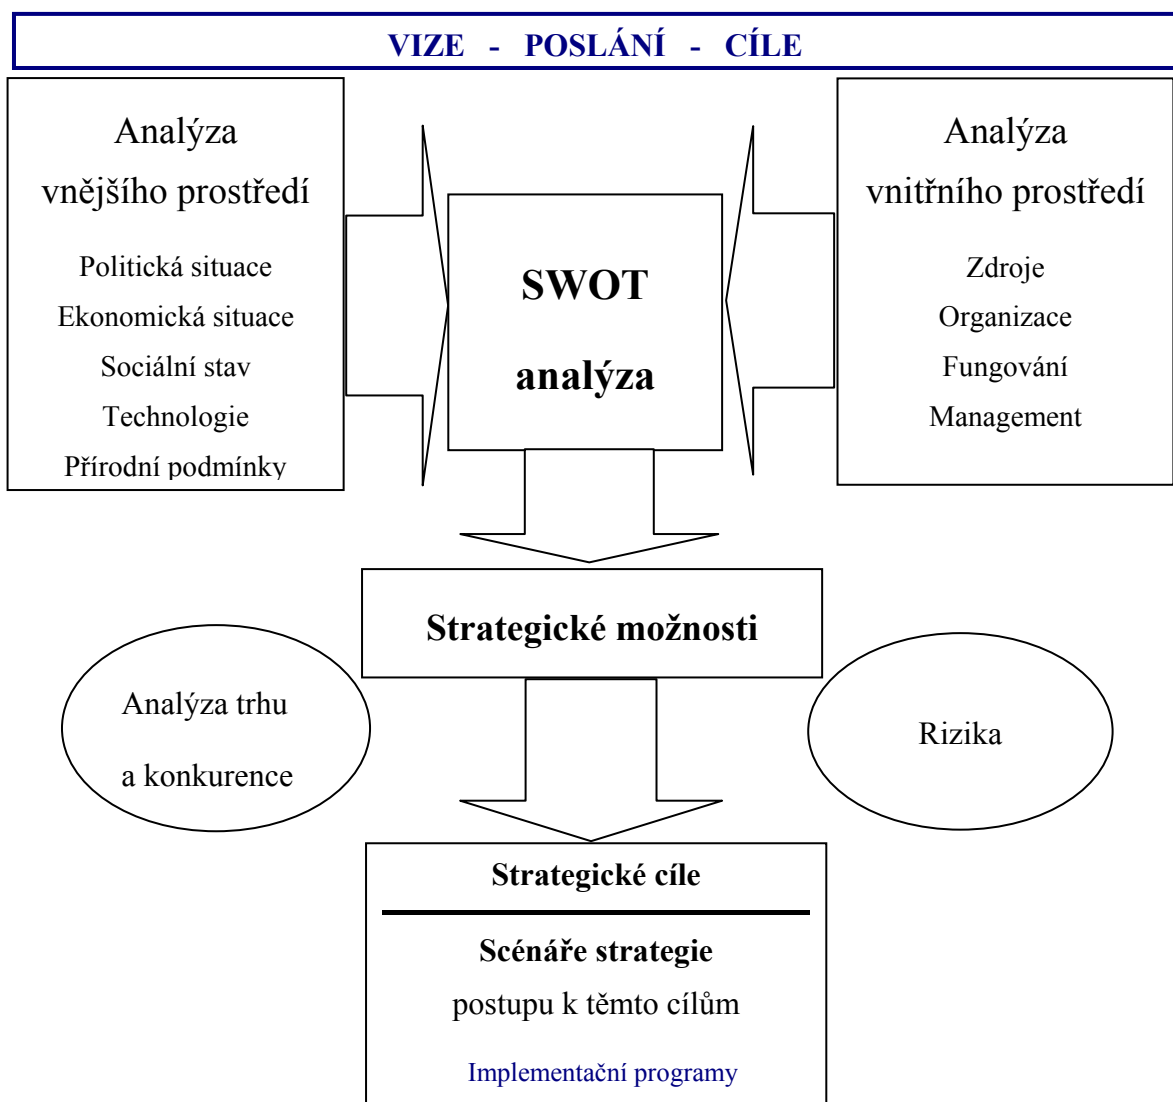 VIZE - POSLÁNÍ - CÍLE
Analýza
vnějšího prostředí
Politická situace
Ekonomická situace
Sociální stav
Technologie
Přírodní podmínky
SWOT
analýza
Analýza
vnitřního prostředí
Zdroje
Organizace
Fungování
Management
Strategické možnosti
Analýza trhu
a konkurence
Rizika
Strategické cíle
Scénáře strategie
postupu k těmto cílům
Implementační programy